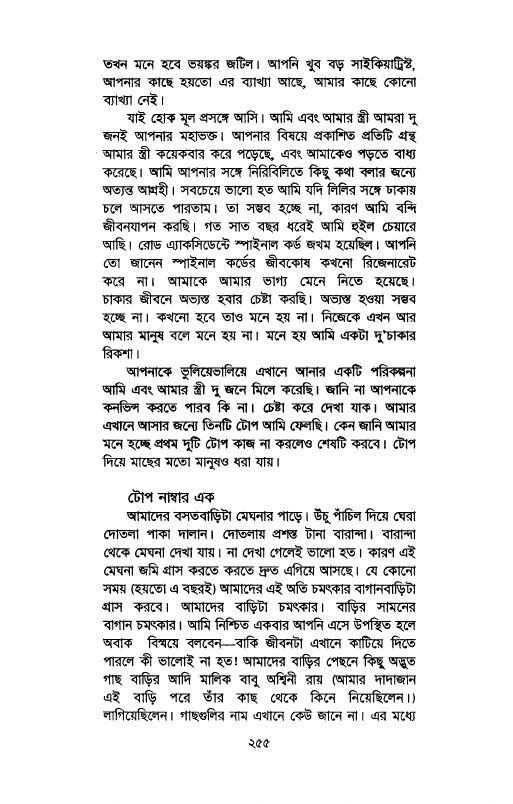 তখন মনে হবে ভয়ঙ্কর জটিল। আপনি খুব বড় সাইকিয়াট্রিস্ট,
আপনার কাছে হয়তো এর ব্যাখ্যা আছে, আমার কাছে কোনো
ব্যাখ্যা নেই।
যাই হোক মূল প্রসঙ্গে আসি। আমি এবং আমার স্ত্রী আমরা দু
জনই আপনার মহাভক্ত। আপনার বিষয়ে প্রকাশিত প্রতিটি গ্রন্থ
আমার স্ত্রী কয়েকবার করে পড়েছে, এবং আমাকেও পড়তে বাধ্য
করেছে। আমি আপনার সঙ্গে নিরিবিলিতে কিছু কথা বলার জন্যে
অত্যন্ত আগ্রহী। সবচেয়ে ভালো হত আমি যদি লিলির সঙ্গে ঢাকায়
চলে আসতে পারতাম। তা সম্ভব হচ্ছে না, কারণ আমি বন্দি
জীবনযাপন করছি। গত সাত বছর ধরেই আমি হুইল চেয়ারে
আছি। রোড এ্যাকসিডেন্টে স্পাইনাল কর্ড জখম হয়েছিল। আপনি
তো জানেন স্পাইনাল কর্ডের জীবকোষ কখনো রিজেনারেট
করে না। আমাকে আমার ভাগ্য মেনে নিতে হয়েছে।
চাকার জীবনে অভ্যস্ত হবার চেষ্টা করছি। অভ্যস্ত হওয়া সম্ভব
হচ্ছে না। কখনো হবে তাও মনে হয় না। নিজেকে এখন আর
আমার মানুষ বলে মনে হয় না। মনে হয় আমি একটা দু'চাকার
রিকশা।
আপনাকে ভুলিয়েভালিয়ে এখানে আনার একটি পরিকল্পনা
আমি এবং আমার স্ত্রী দু জনে মিলে করেছি। জানি না আপনাকে
কনভিন্স করতে পারব কি না। চেষ্টা করে দেখা যাক। আমার
এখানে আসার জন্যে তিনটি টোপ আমি ফেলছি। কেন জানি আমার
মনে হচ্ছে প্রথম দুটি টোপ কাজ না করলেও শেষটি করবে। টোপ
দিয়ে মাছের মতো মানুষও ধরা যায়।
টোপ নাম্বার এক
আমাদের বসতবাড়িটা মেঘনার পাড়ে। উঁচু পাঁচিল দিয়ে ঘেরা
দোতলা পাকা দালান। দোতলায় প্রশস্ত টানা বারান্দা। বারান্দা
থেকে মেঘনা দেখা যায়। না দেখা গেলেই ভালো হত। কারণ এই
মেঘনা জমি গ্রাস করতে করতে দ্রুত এগিয়ে আসছে। যে কোনো
সময় (হয়তো এ বছরই) আমাদের এই অতি চমৎকার বাগানবাড়িটা
গ্রাস করবে। আমাদের বাড়িটা চমৎকার। বাড়ির সামনের
বাগান চমৎকার। আমি নিশ্চিত একবার আপনি এসে উপস্থিত হলে
অবাক বিস্ময়ে বলবেন—বাকি জীবনটা এখানে কাটিয়ে দিতে
পারলে কী ভালোই না হত! আমাদের বাড়ির পেছনে কিছু অদ্ভুত
গাছ বাড়ির আদি মালিক বাবু অশ্বিনী রায় (আমার দাদাজান
এই বাড়ি পরে তাঁর কাছ থেকে কিনে নিয়েছিলেন।)
লাগিয়েছিলেন। গাছগুলির নাম এখানে কেউ জানে না। এর মধ্যে
২৫৫